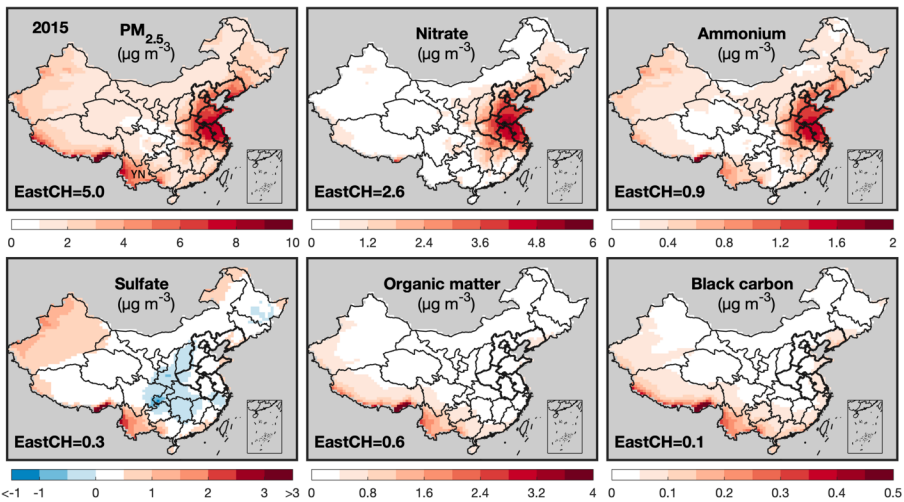 2015 PM2.5 (µg m-3)
Nitrate (µg m-3)
Ammonium (µg m-3)
YN
EastCH=5.0
EastCH=2.6
EastCH=0.9
0 2 4 6 8 10
0 1.2 2.4 3.6 4.8 6
0 0.4 0.8 1.2 1.6 2
Sulfate (µg m-3)
Organic matter (µg m-3)
Black carbon (µg m-3)
EastCH=0.3
EastCH=0.6
EastCH=0.1
<-1 -1 0 1 2 3 >3
0 0.8 1.6 2.4 3.2 4
0 0.1 0.2 0.3 0.4 0.5